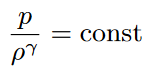 p/ρ^γ = const